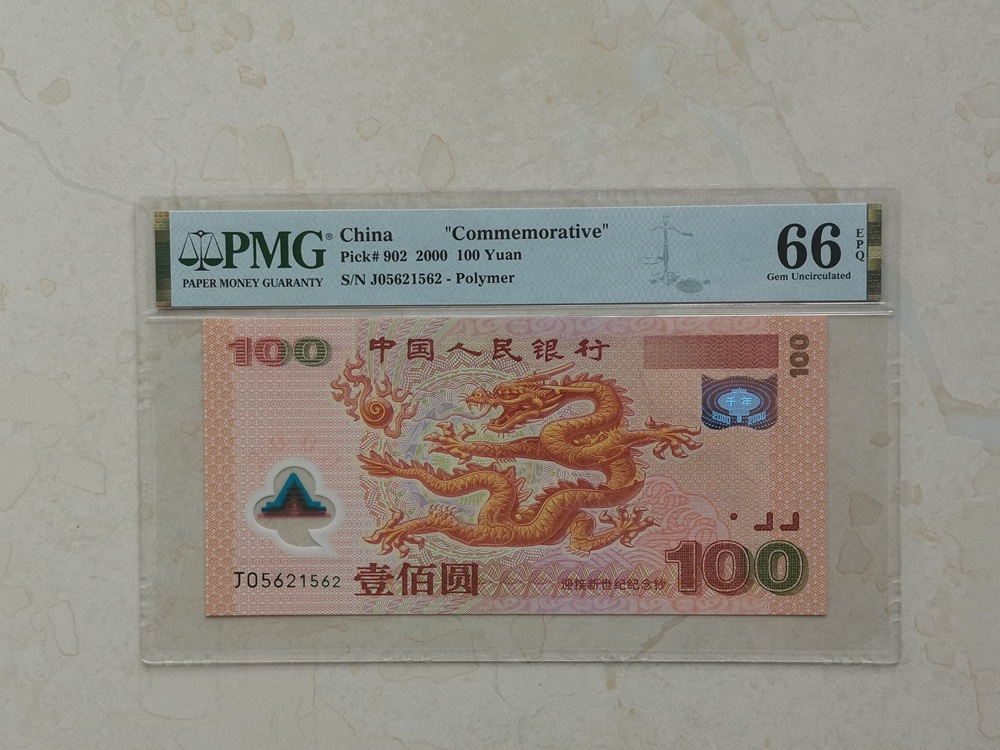 PMG®
PAPER MONEY GUARANTY
China "Commemorative"
Pick# 902 2000 100 Yuan
S/N J05621562 - Polymer
66
EPQ
Gem Uncirculated
100
中国人民银行
100
千年
2000 2000
J05621562
壹佰圆
迎接新世纪纪念钞
100